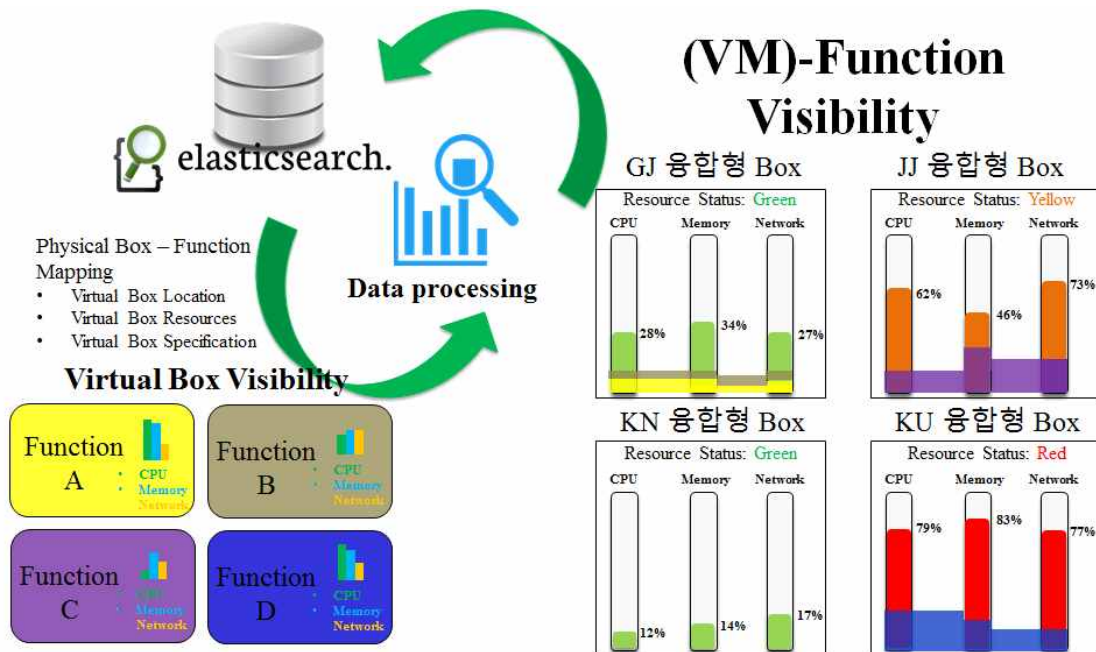 elasticsearch.
Data processing
Physical Box – Function
Mapping
• Virtual Box Location
• Virtual Box Resources
• Virtual Box Specification
Virtual Box Visibility
Function
A
• CPU
• Memory
Network
Function
B
• CPU
• Memory
Network
Function
C
• CPU
• Memory
Network
Function
D
• CPU
• Memory
Network
(VM)-Function
Visibility
GJ 융합형 Box
Resource Status: Green
CPU Memory Network
28% 34% 27%
JJ 융합형 Box
Resource Status: Yellow
CPU Memory Network
62% 46% 73%
KN 융합형 Box
Resource Status: Green
CPU Memory Network
12% 14% 17%
KU 융합형 Box
Resource Status: Red
CPU Memory Network
79% 83% 77%